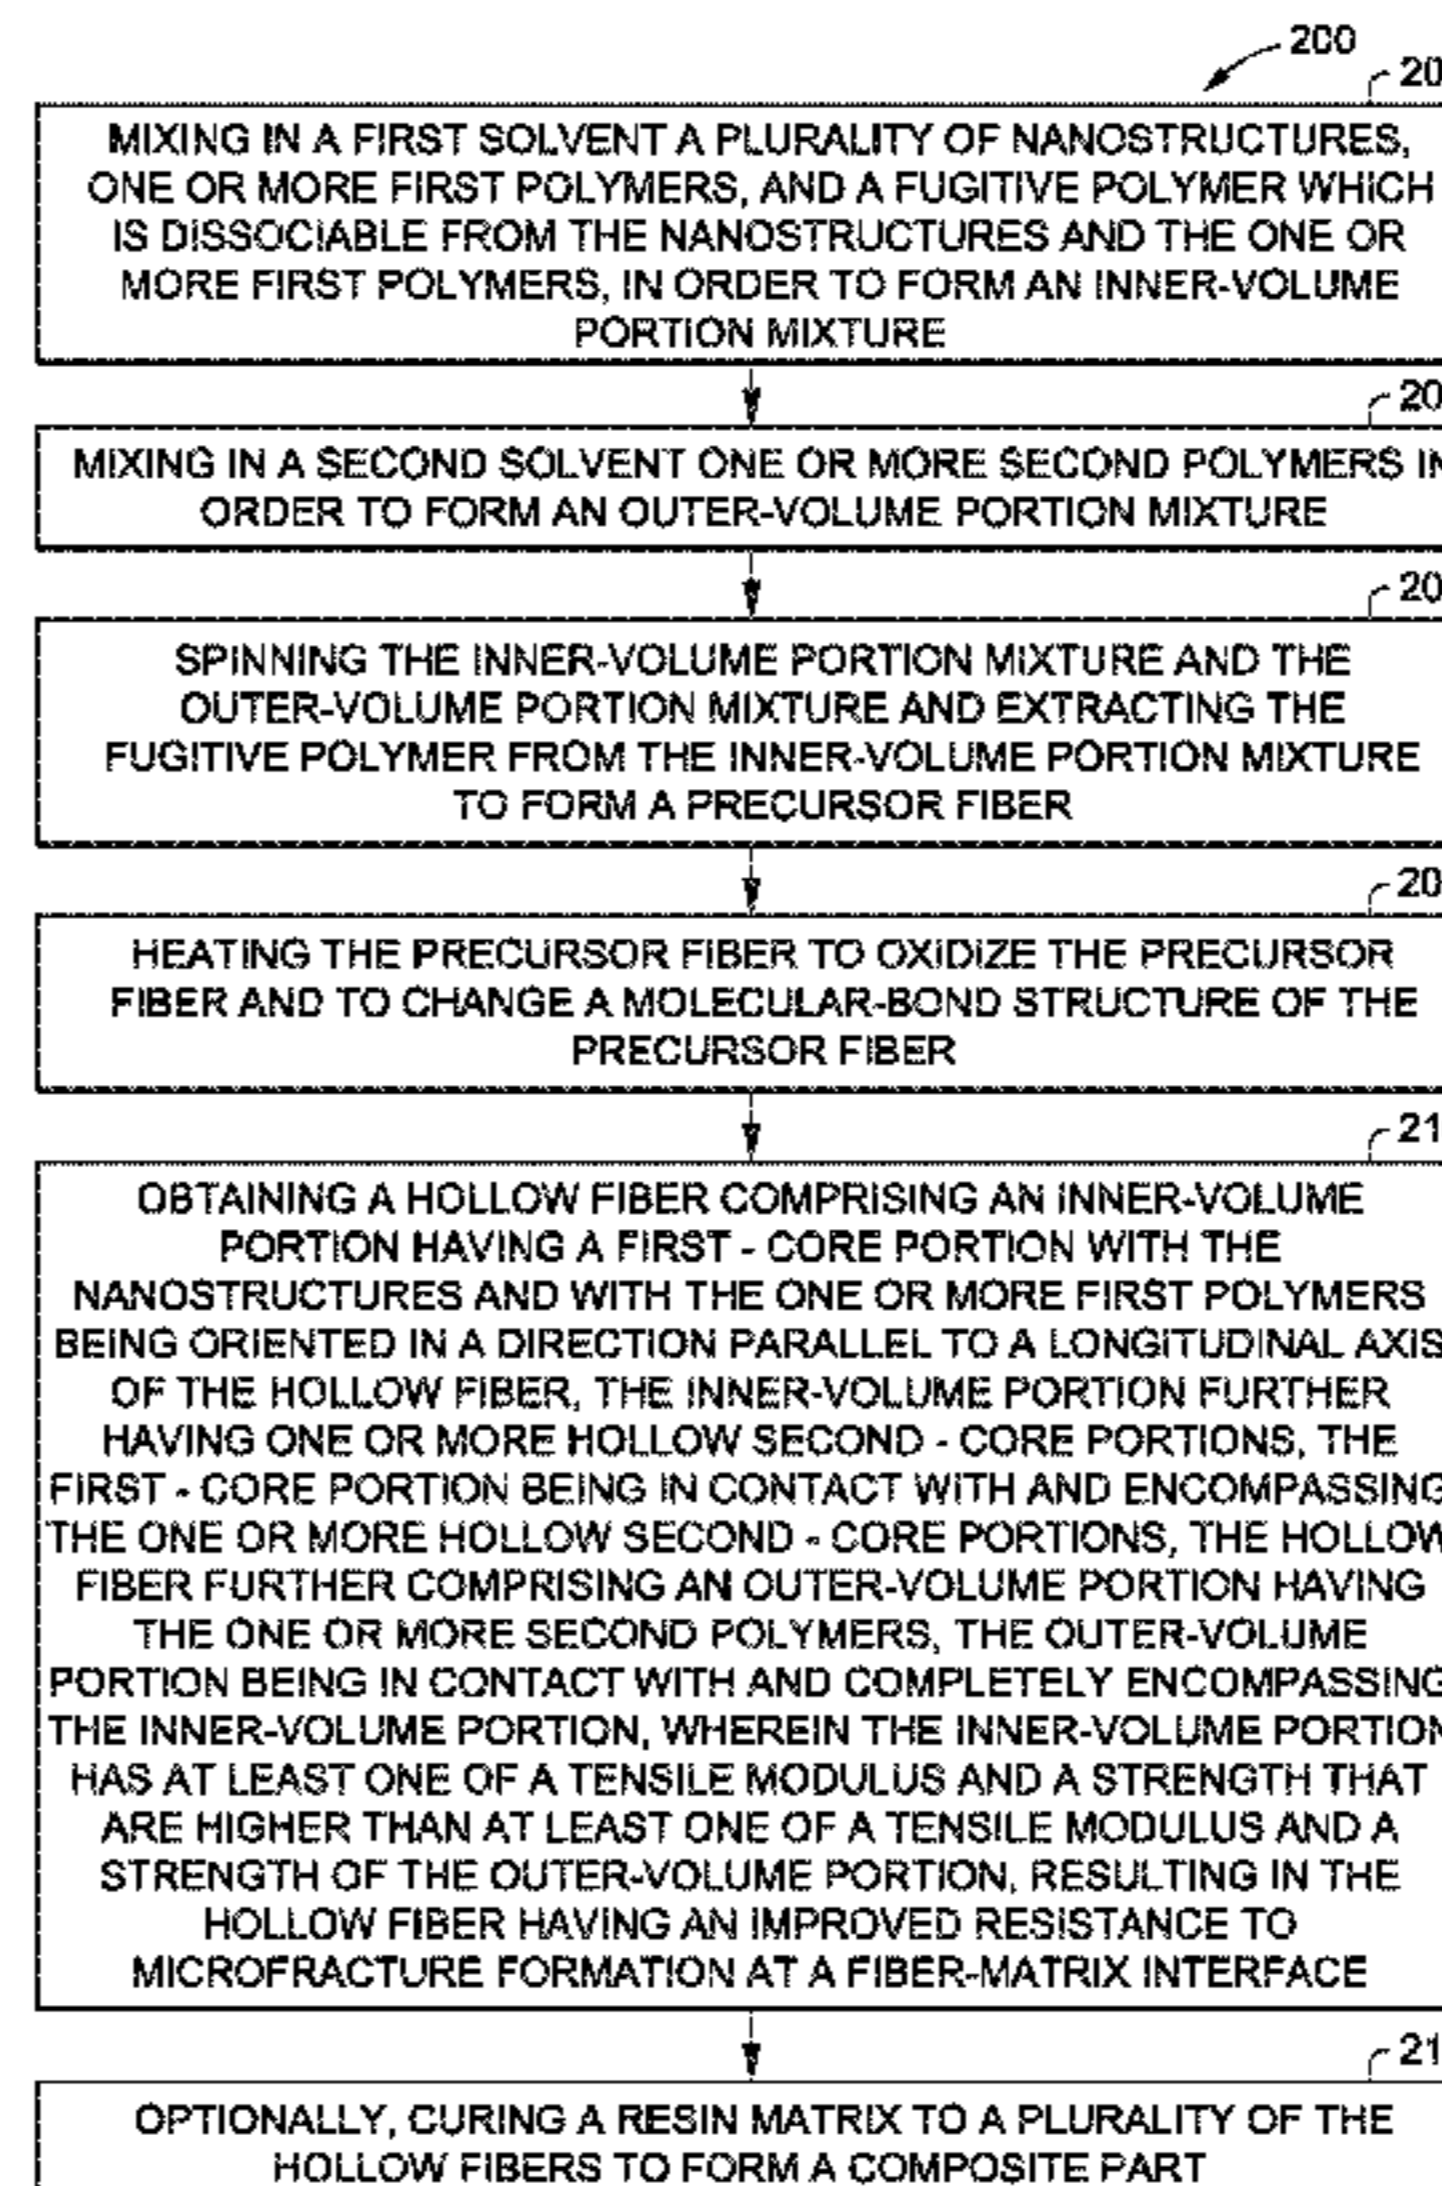 200
20
MIXING IN A FIRST SOLVENT A PLURALITY OF NANOSTRUCTURES,
ONE OR MORE FIRST POLYMERS, AND A FUGITIVE POLYMER WHICH
IS DISSOCIABLE FROM THE NANOSTRUCTURES AND THE ONE OR
MORE FIRST POLYMERS, IN ORDER TO FORM AN INNER-VOLUME
PORTION MIXTURE
20
MIXING IN A SECOND SOLVENT ONE OR MORE SECOND POLYMERS IN
ORDER TO FORM AN OUTER-VOLUME PORTION MIXTURE
20
SPINNING THE INNER-VOLUME PORTION MIXTURE AND THE
OUTER-VOLUME PORTION MIXTURE AND EXTRACTING THE
FUGITIVE POLYMER FROM THE INNER-VOLUME PORTION MIXTURE
TO FORM A PRECURSOR FIBER
20
HEATING THE PRECURSOR FIBER TO OXIDIZE THE PRECURSOR
FIBER AND TO CHANGE A MOLECULAR-BOND STRUCTURE OF THE
PRECURSOR FIBER
21
OBTAINING A HOLLOW FIBER COMPRISING AN INNER-VOLUME
PORTION HAVING A FIRST - CORE PORTION WITH THE
NANOSTRUCTURES AND WITH THE ONE OR MORE FIRST POLYMERS
BEING ORIENTED IN A DIRECTION PARALLEL TO A LONGITUDINAL AXIS
OF THE HOLLOW FIBER, THE INNER-VOLUME PORTION FURTHER
HAVING ONE OR MORE HOLLOW SECOND - CORE PORTIONS, THE
FIRST - CORE PORTION BEING IN CONTACT WITH AND ENCOMPASSING
THE ONE OR MORE HOLLOW SECOND - CORE PORTIONS, THE HOLLOW
FIBER FURTHER COMPRISING AN OUTER-VOLUME PORTION HAVING
THE ONE OR MORE SECOND POLYMERS, THE OUTER-VOLUME
PORTION BEING IN CONTACT WITH AND COMPLETELY ENCOMPASSING
THE INNER-VOLUME PORTION, WHEREIN THE INNER-VOLUME PORTION
HAS AT LEAST ONE OF A TENSILE MODULUS AND A STRENGTH THAT
ARE HIGHER THAN AT LEAST ONE OF A TENSILE MODULUS AND A
STRENGTH OF THE OUTER-VOLUME PORTION, RESULTING IN THE
HOLLOW FIBER HAVING AN IMPROVED RESISTANCE TO
MICROFRACTURE FORMATION AT A FIBER-MATRIX INTERFACE
21
OPTIONALLY, CURING A RESIN MATRIX TO A PLURALITY OF THE
HOLLOW FIBERS TO FORM A COMPOSITE PART